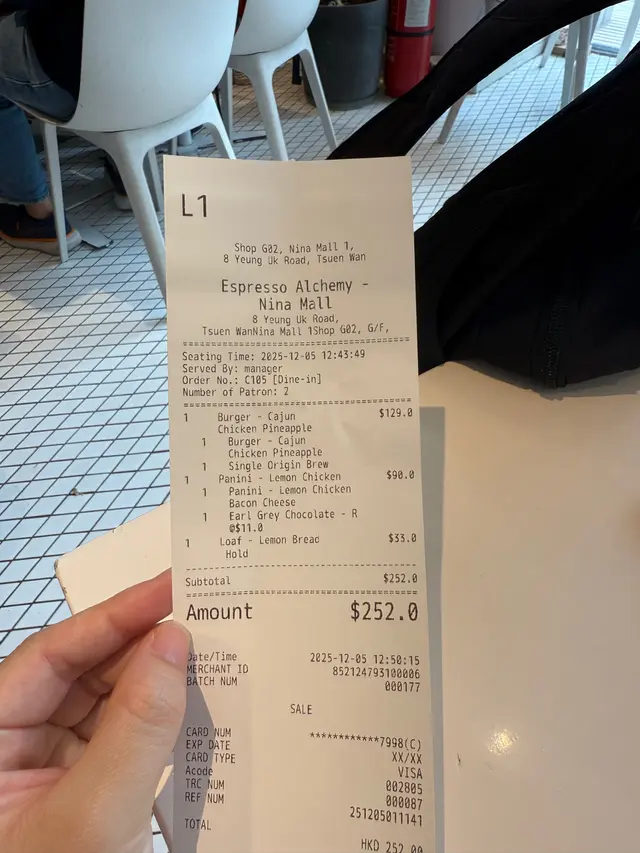 L1
Shop G02, Nina Mall 1,
8 Yeung Uk Road, Tsuen Wan
Espresso Alchemy -
Nina Mall
8 Yeung Uk Road,
Tsuen WanNina Mall 1Shop G02, G/F,
Seating Time: 2025-12-05 12:43:49
Served By: manager
Order No.: C105 [Dine-in]
Number of Patron: 2
1 Burger - Cajun $129.0
Chicken Pineapple
1 Burger - Cajun
Chicken Pineapple
1 Single Origin Brew
1 Panini - Lemon Chicken $90.0
1 Panini - Lemon Chicken
Bacon Cheese
1 Earl Grey Chocolate - R
@$11.0
1 Loaf - Lemon Bread $33.0
Hold
Subtotal $252.0
Amount $252.0
Date/Time 2025-12-05 12:50:15
MERCHANT ID 852124793100006
BATCH NUM 000177
SALE
CARD NUM ************7998(C)
EXP DATE XX/XX
CARD TYPE VISA
Acode 002805
TRC NUM 000087
REF NUM 251205011141
TOTAL HKD 252.00